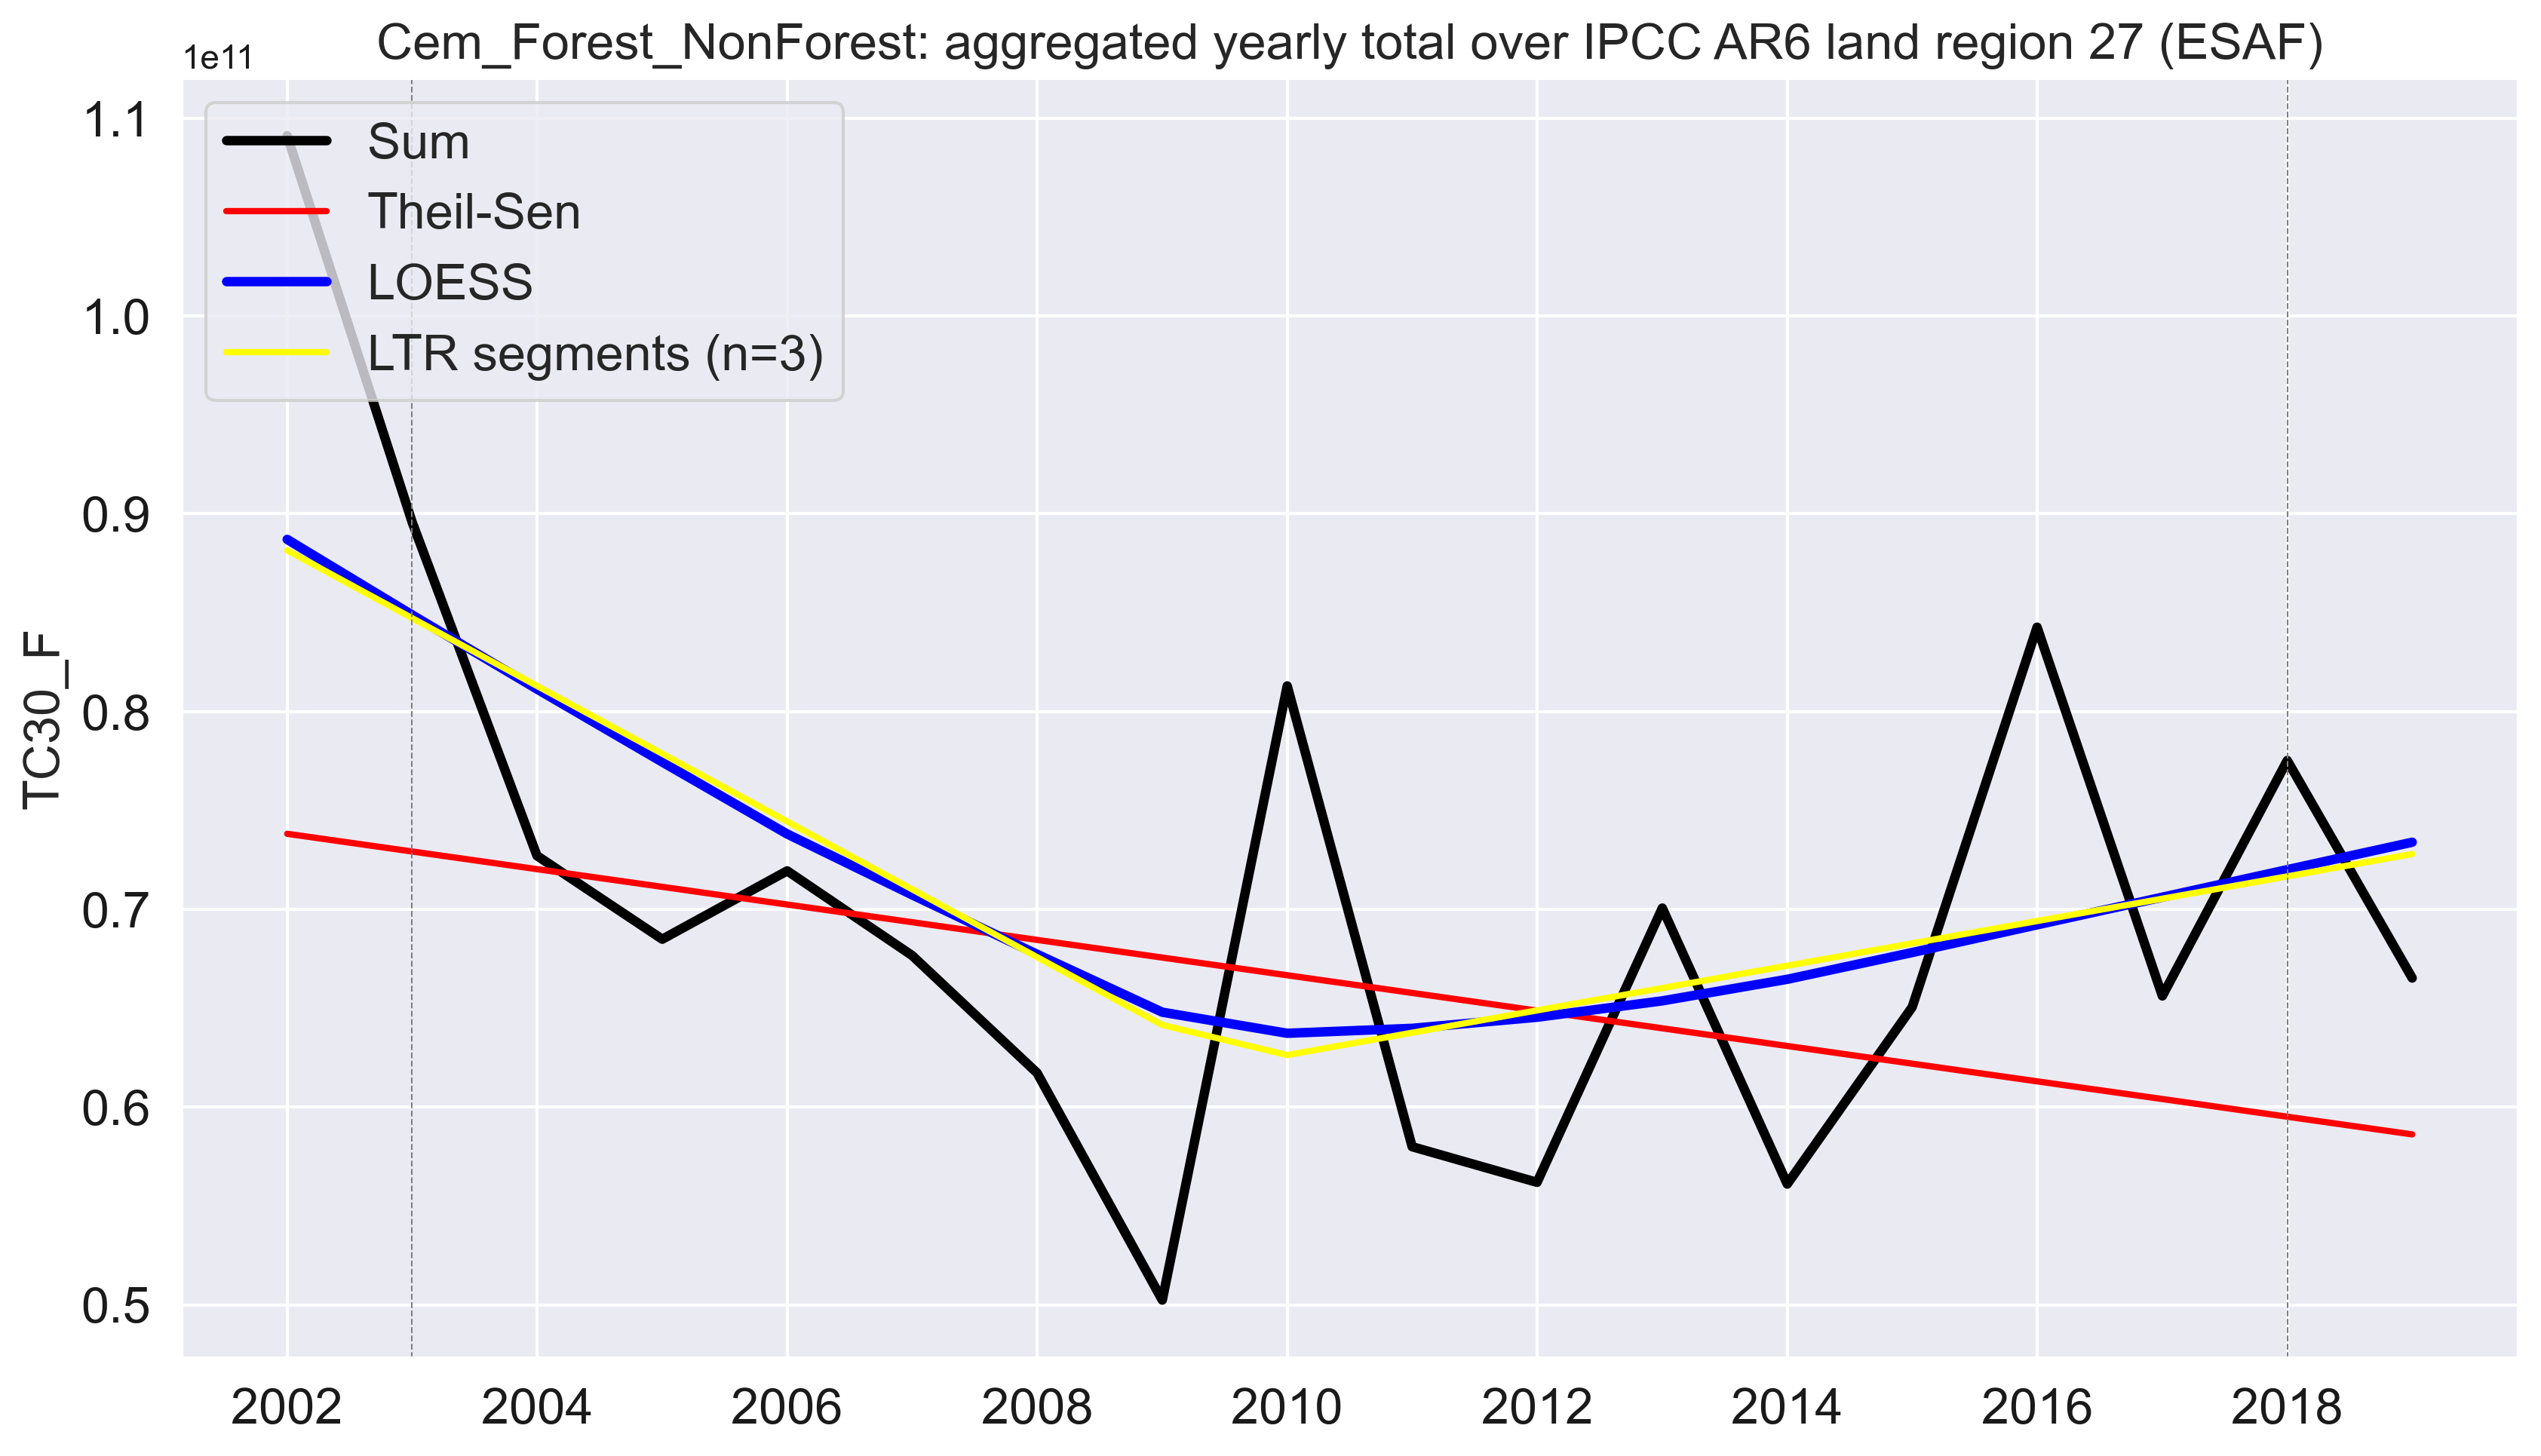 Cem_Forest_NonForest: aggregated yearly total over IPCC AR6 land region 27 (ESAF)
1e11
1.1
1.0
0.9
0.8
0.7
0.6
0.5
TC30_F
Sum
Theil-Sen
LOESS
LTR segments (n=3)
2002 2004 2006 2008 2010 2012 2014 2016 2018